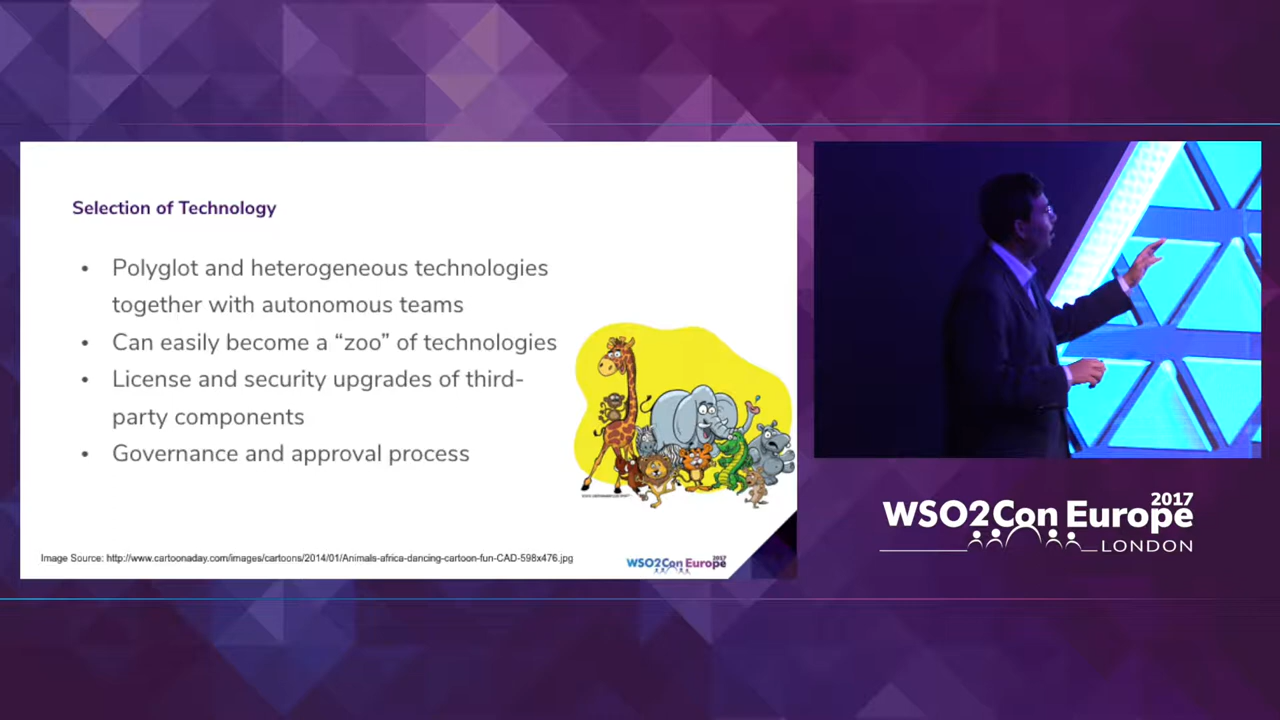 Selection of Technology
• Polyglot and heterogeneous technologies
together with autonomous teams
• Can easily become a “zoo” of technologies
• License and security upgrades of third-
party components
• Governance and approval process
Image Source: http://www.cartoonaday.com/images/cartoons/2014/01/Animals-africa-dancing-cartoon-fun-CAD-598x476.jpg
WSO2Con Europe 2017
WSO2Con Europe 2017
LONDON